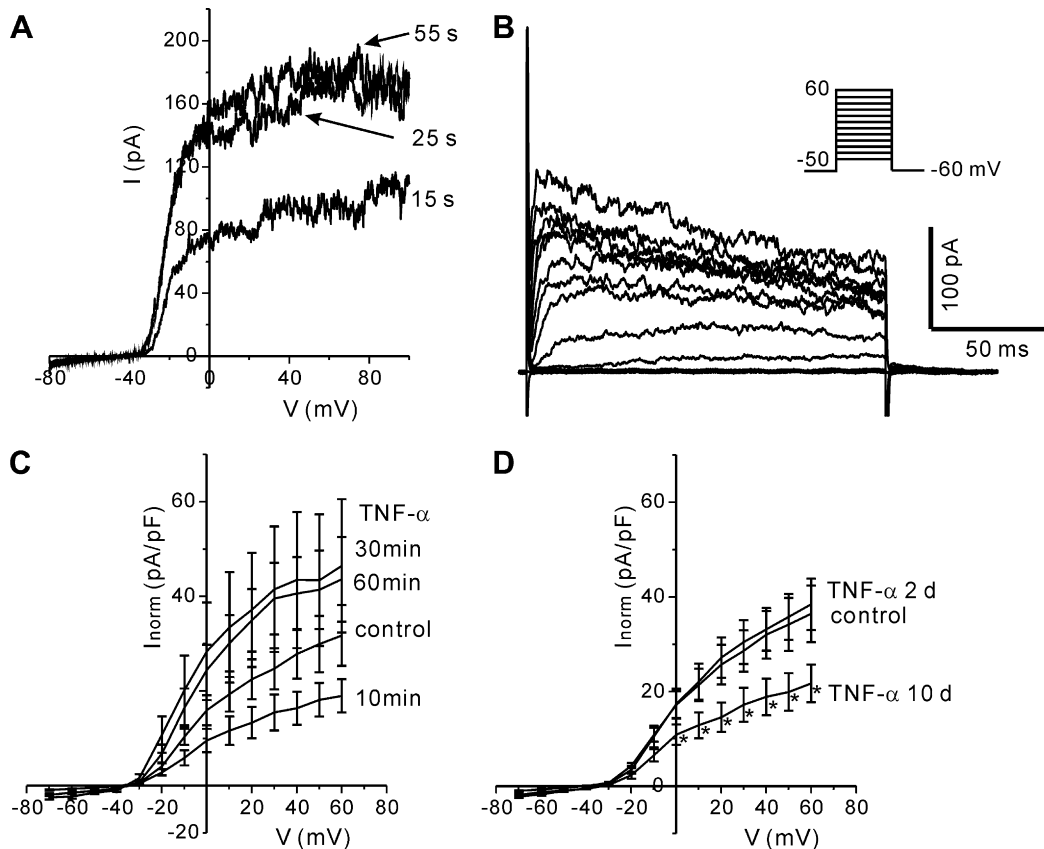 A
200
160
120
80
40
0
I (pA)
55 s
25 s
15 s
-80
-40
0
40
80
V (mV)
B
60
-50
-60 mV
100 pA
50 ms
C
60
40
20
-20
Inorm (pA/pF)
TNF-α
30min
60min
control
10min
-80
-60
-40
-20
0
20
40
60
80
V (mV)
D
60
40
20
0
Inorm (pA/pF)
TNF-α 2 d
control
TNF-α 10 d
* * * * * * *
-80
-60
-40
-20
0
20
40
60
80
V (mV)